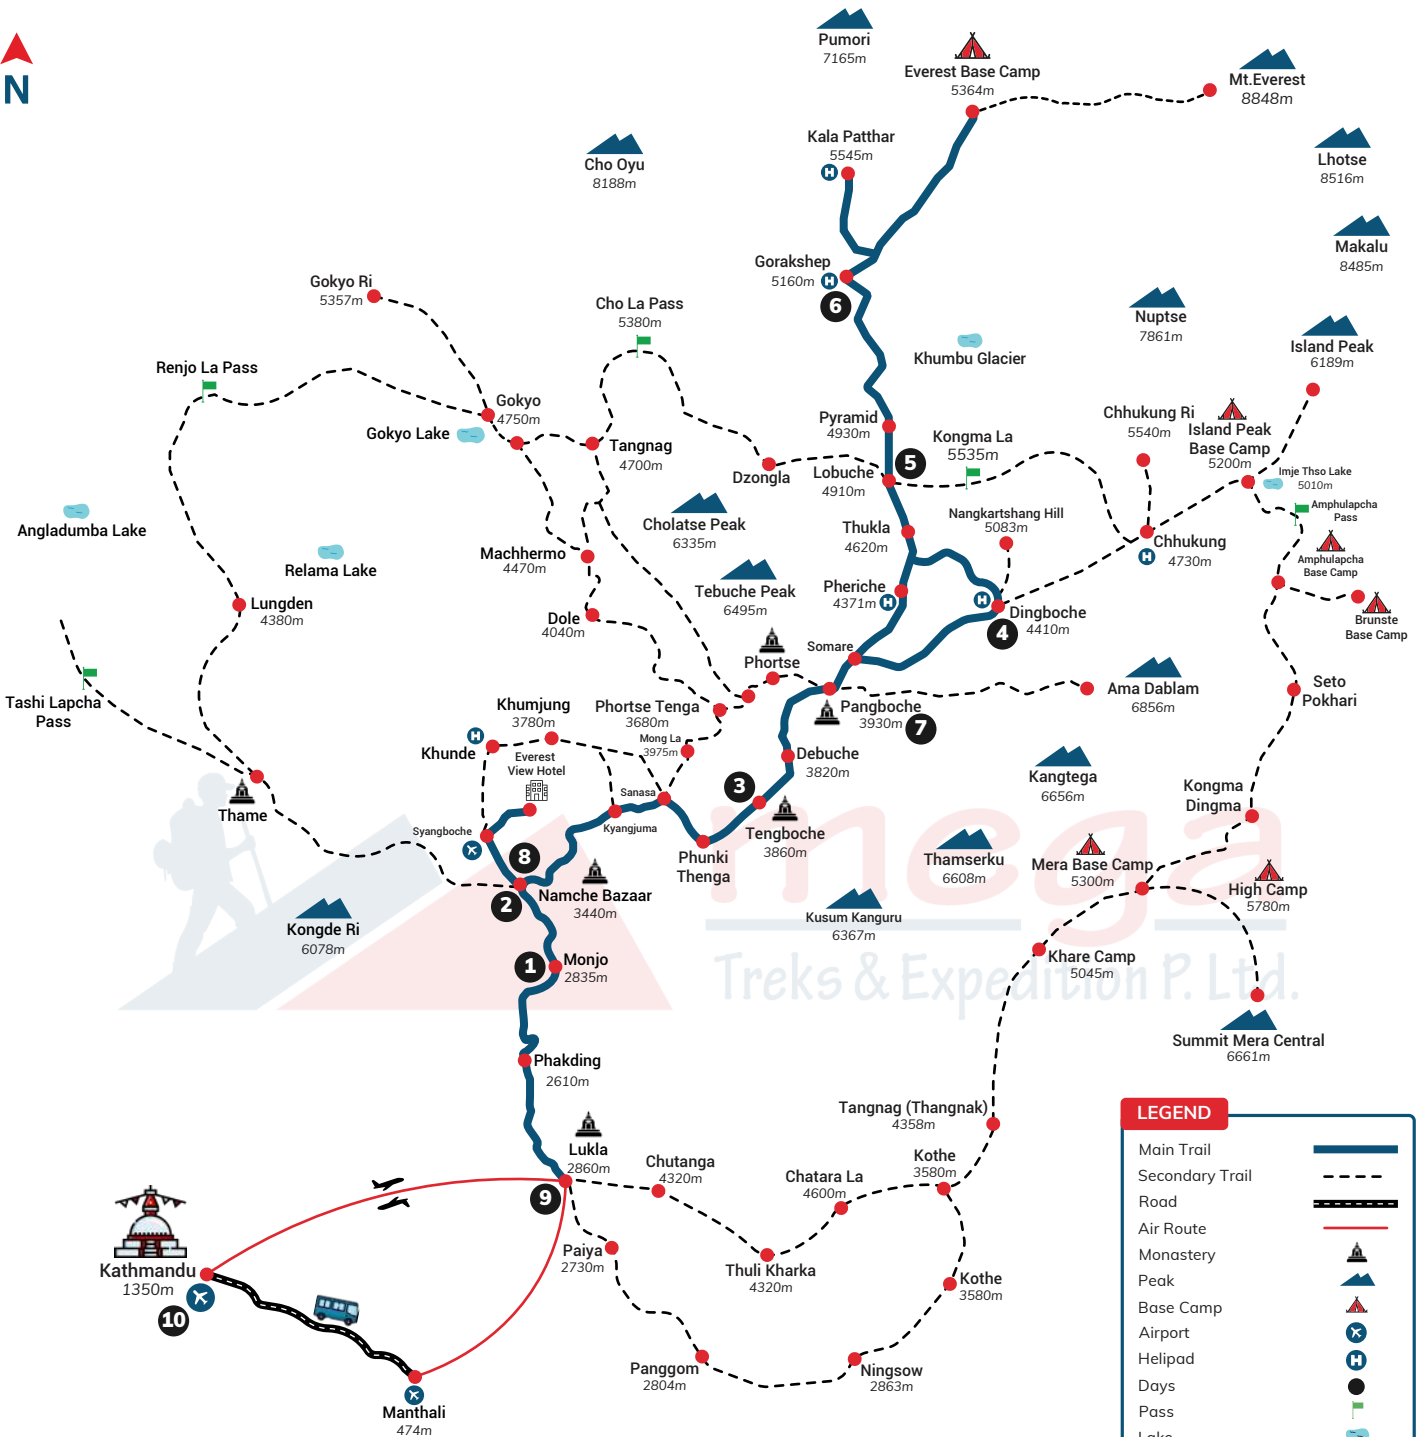 N
Pumori
7165m
Everest Base Camp
5364m
Mt.Everest
8848m
Kala Patthar
5545m
Cho Oyu
8188m
Lhotse
8516m
Makalu
8485m
Gorakshep
5160m
6
Gokyo Ri
5357m
Cho La Pass
5380m
Nuptse
7861m
Khumbu Glacier
Island Peak
6189m
Renjo La Pass
Gokyo
4750m
Gokyo Lake
Tangnag
4700m
Dzongla
Pyramid
4930m
Lobuche
4910m
5
Kongma La
5535m
Chhukung Ri
5540m
Island Peak
Base Camp
5200m
Imje Thso Lake
5010m
Amphulapcha
Pass
Amphulapcha
Base Camp
Brunste
Base Camp
Angladumba Lake
Relama Lake
Cholatse Peak
6335m
Thukla
4620m
Nangkartshang Hill
5083m
Chhukung
4730m
Machhermo
4470m
Tebuche Peak
6495m
Pheriche
4371m
Dingboche
4410m
4
Lungden
4380m
Dole
4040m
Somare
Phortse
Tashi Lapcha
Pass
Khumjung
3780m
Phortse Tenga
3680m
Mong La
3975m
Pangboche
3930m
7
Ama Dablam
6856m
Seto
Pokhari
Khunde
Everest
View Hotel
Debuche
3820m
Kangtega
6656m
Kongma
Dingma
Thame
Sanasa
3
Tengboche
3860m
Syangboche
Kyangjuma
Phunki
Thenga
mega
Thamserku
6608m
Mera Base Camp
5300m
High Camp
5780m
8
2
Namche Bazaar
3440m
Kusum Kanguru
6367m
Kongde Ri
6078m
1
Monjo
2835m
Khare Camp
5045m
Treks & Expedition P. Ltd.
Summit Mera Central
6661m
Phakding
2610m
Tangnag (Thangnak)
4358m
Lukla
2860m
9
Chutanga
4320m
Chatara La
4600m
Kothe
3580m
Kathmandu
1350m
10
Paiya
2730m
Thuli Kharka
4320m
Kothe
3580m
Panggom
2804m
Ningsow
2863m
Manthali
474m
LEGEND
Main Trail
Secondary Trail
Road
Air Route
Monastery
Peak
Base Camp
Airport
Helipad
Days
Pass